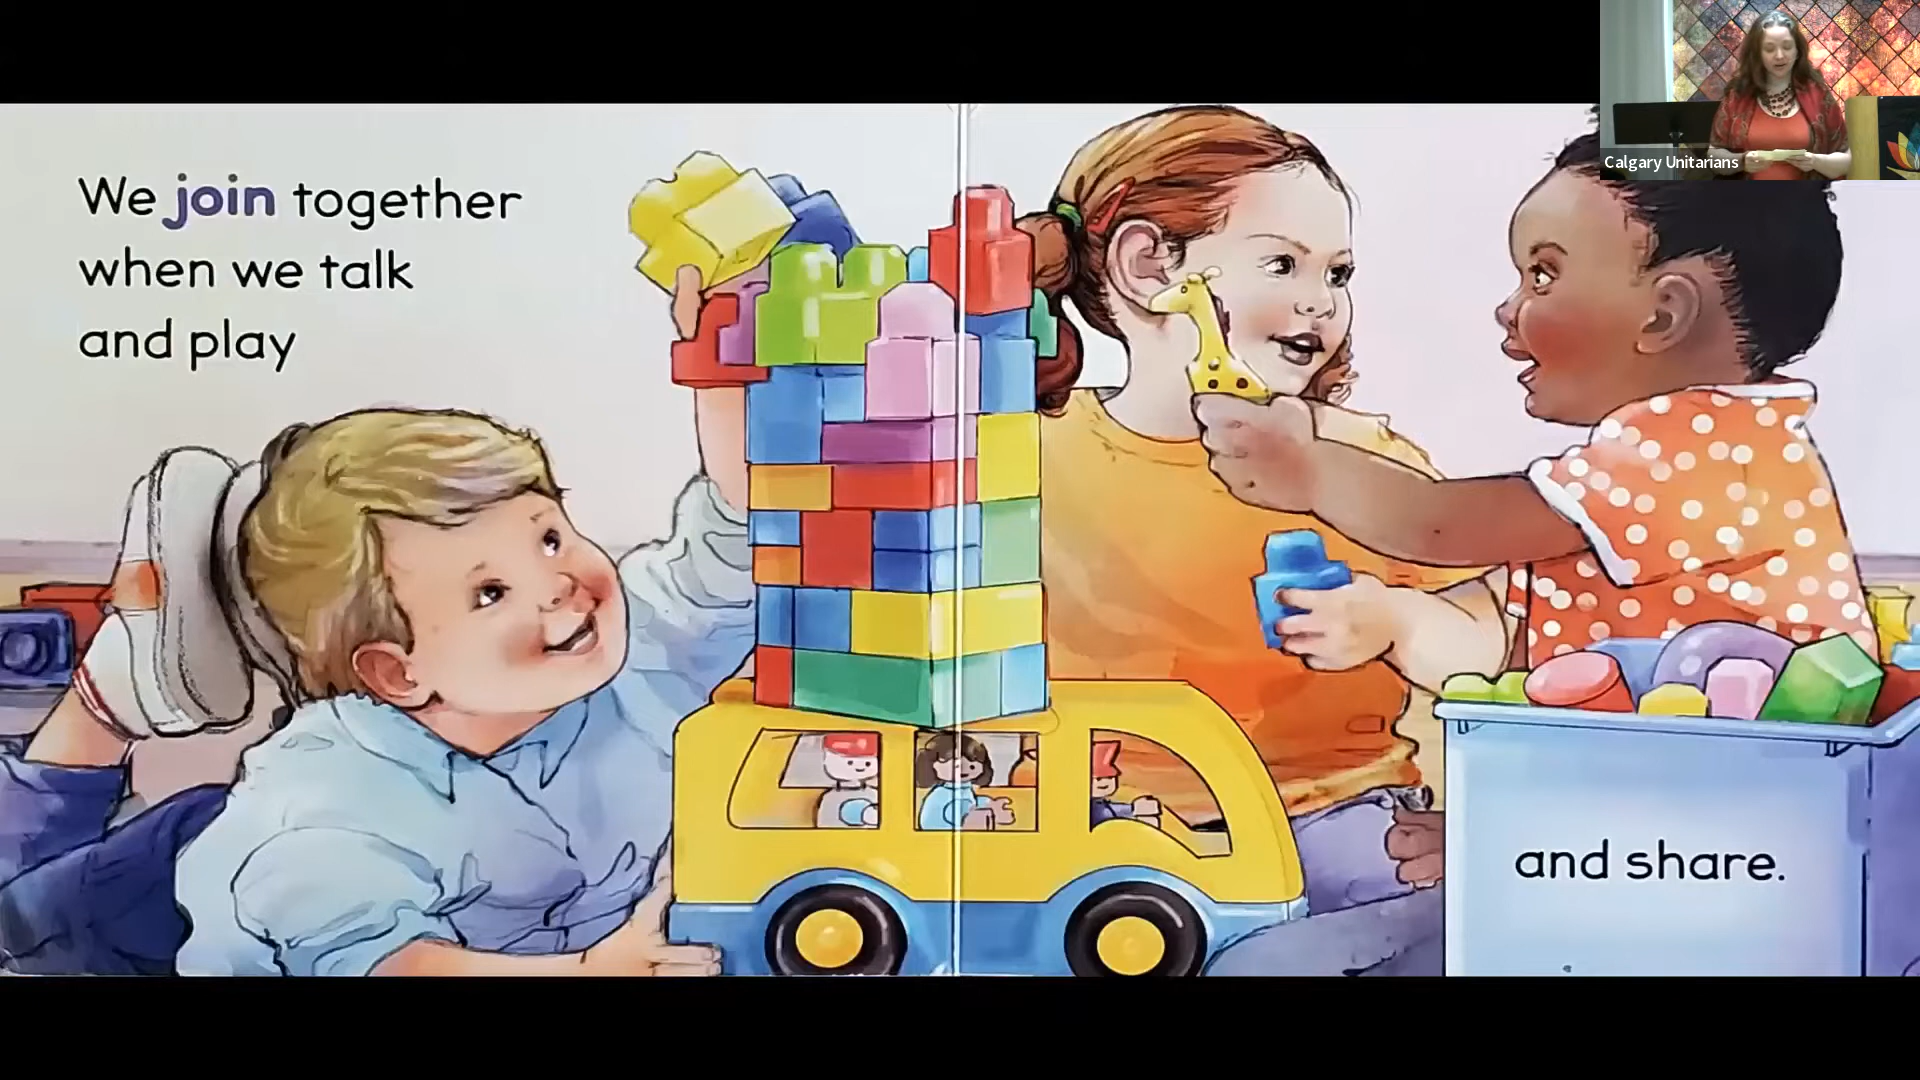 We join together
when we talk
and play
and share.
Calgary Unitarians